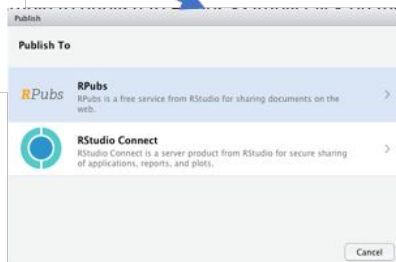 Publish
Publish To
RPubs
RPubs
RPubs is a free service from RStudio for sharing documents on the
web.
RStudio Connect
RStudio Connect is a server product from RStudio for secure sharing
of applications, reports, and plots.
Cancel